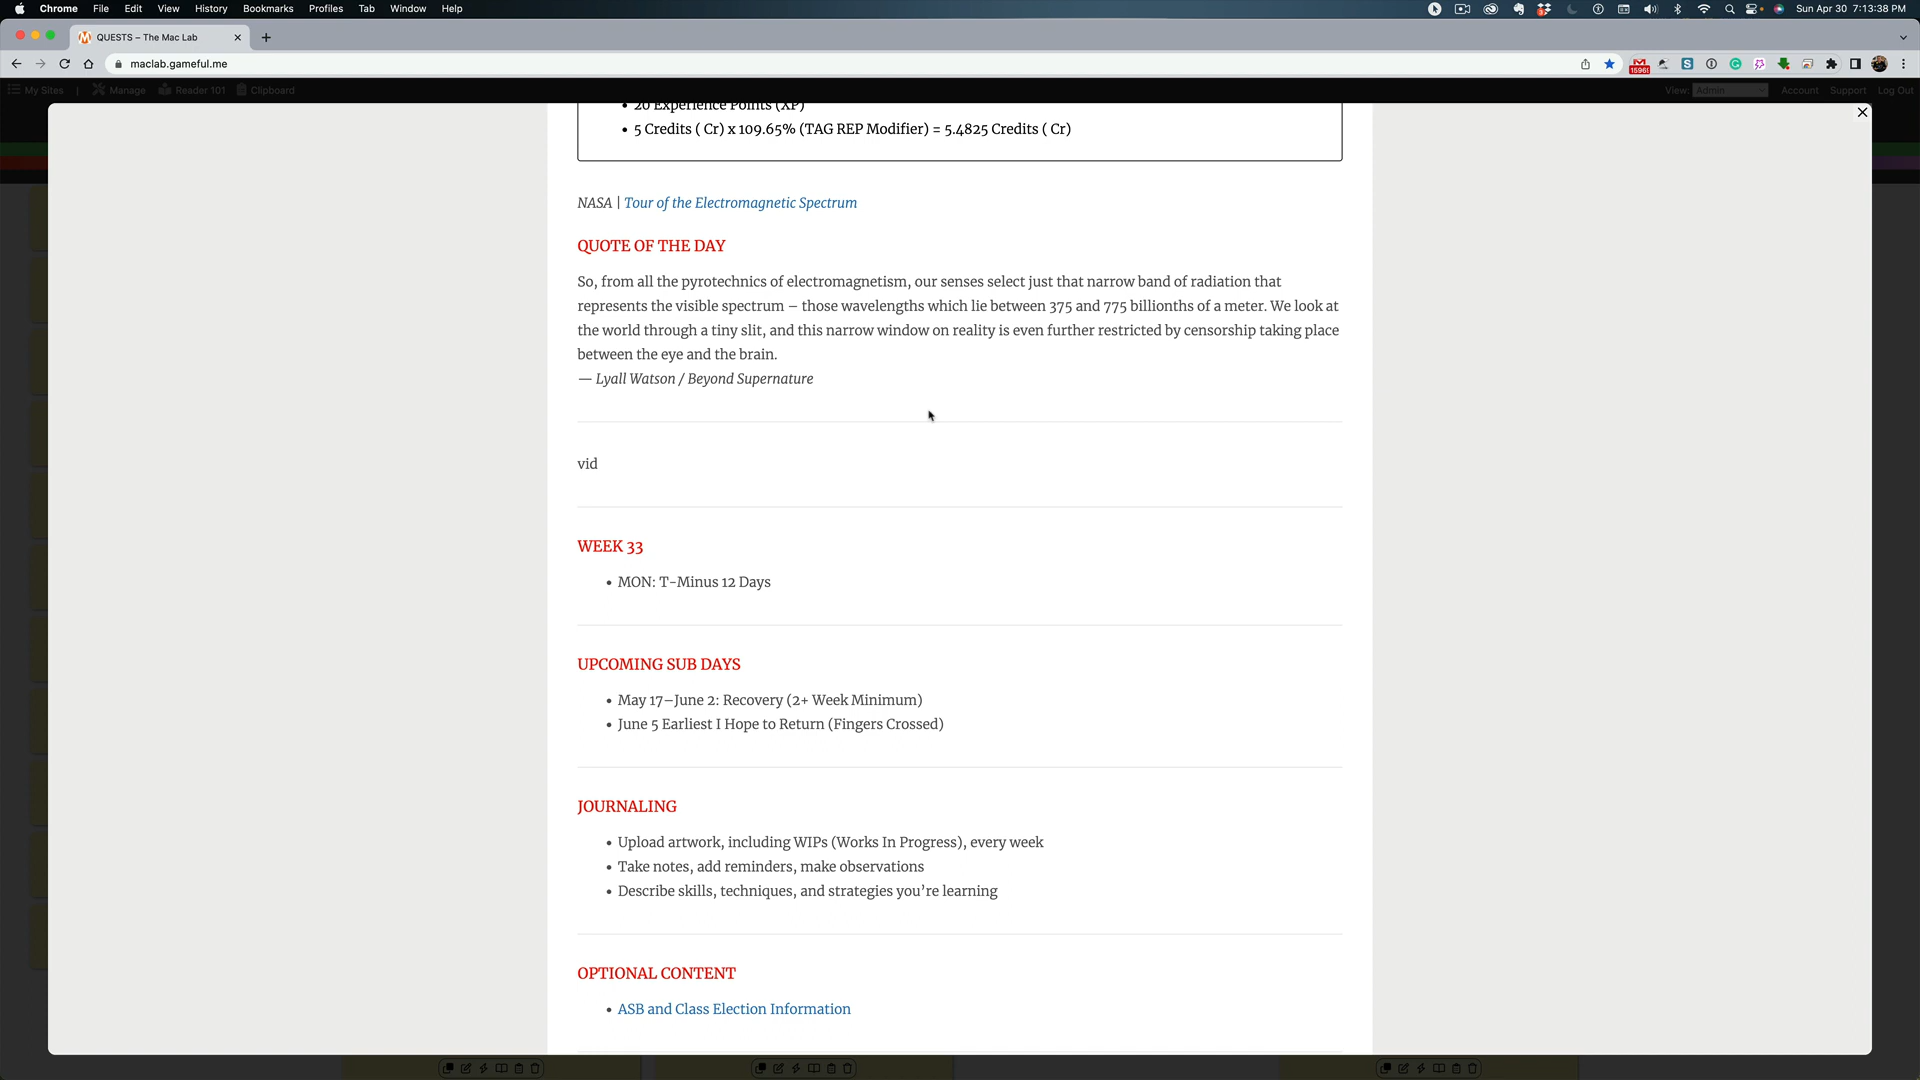 Chrome File Edit View History Bookmarks Profiles Tab Window Help Sun Apr 30 7:13:38 PM
QUESTS – The Mac Lab
maclab.gameful.me
My Sites | Manage Reader 101 Clipboard View: Admin Account Support Log Out
• 20 Experience Points (XP)
• 5 Credits ( Cr) x 109.65% (TAG REP Modifier) = 5.4825 Credits ( Cr)
NASA | Tour of the Electromagnetic Spectrum
QUOTE OF THE DAY
So, from all the pyrotechnics of electromagnetism, our senses select just that narrow band of radiation that
represents the visible spectrum – those wavelengths which lie between 375 and 775 billionths of a meter. We look at
the world through a tiny slit, and this narrow window on reality is even further restricted by censorship taking place
between the eye and the brain.
— Lyall Watson / Beyond Supernature
vid
WEEK 33
• MON: T-Minus 12 Days
UPCOMING SUB DAYS
• May 17–June 2: Recovery (2+ Week Minimum)
• June 5 Earliest I Hope to Return (Fingers Crossed)
JOURNALING
• Upload artwork, including WIPs (Works In Progress), every week
• Take notes, add reminders, make observations
• Describe skills, techniques, and strategies you're learning
OPTIONAL CONTENT
• ASB and Class Election Information